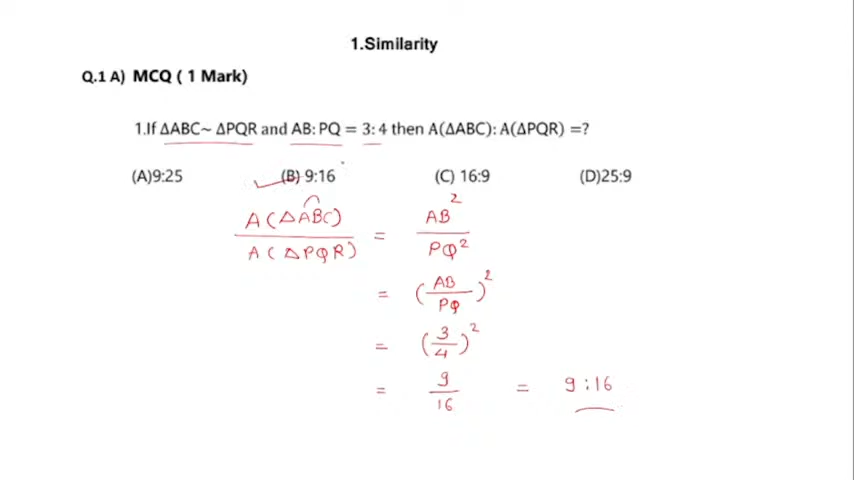 1.Similarity
Q.1 A) MCQ ( 1 Mark)
1.If ΔABC~ ΔPQR and AB: PQ = 3: 4 then A(ΔABC): A(ΔPQR) =?
(A)9:25 (B) 9:16 (C) 16:9 (D)25:9
A(ΔABC) / A(ΔPQR) = AB² / PQ²
= (AB / PQ)²
= (3 / 4)²
= 9 / 16 = 9:16